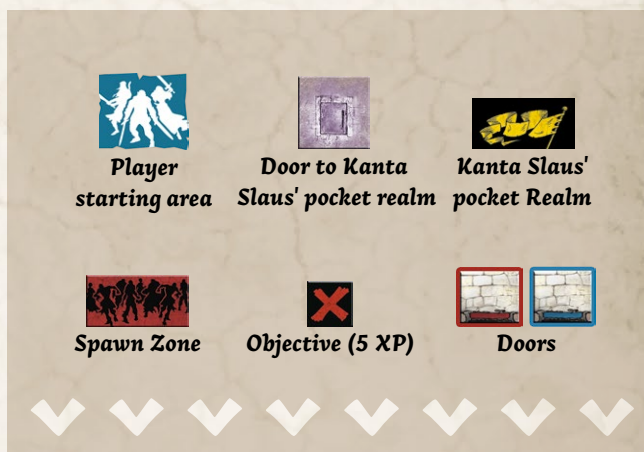 Player
starting area
Door to Kanta
Slaus' pocket realm
Kanta Slaus'
pocket Realm
Spawn Zone
Objective (5 XP)
Doors